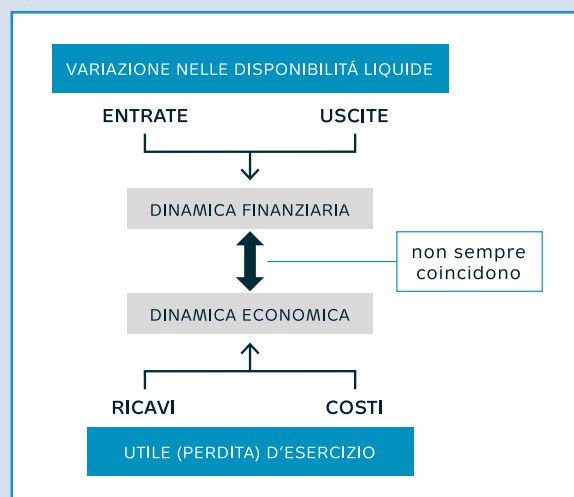 VARIAZIONE NELLE DISPONIBILITÁ LIQUIDE
ENTRATE
USCITE
DINAMICA FINANZIARIA
non sempre
coincidono
DINAMICA ECONOMICA
RICAVI
COSTI
UTILE (PERDITA) D'ESERCIZIO